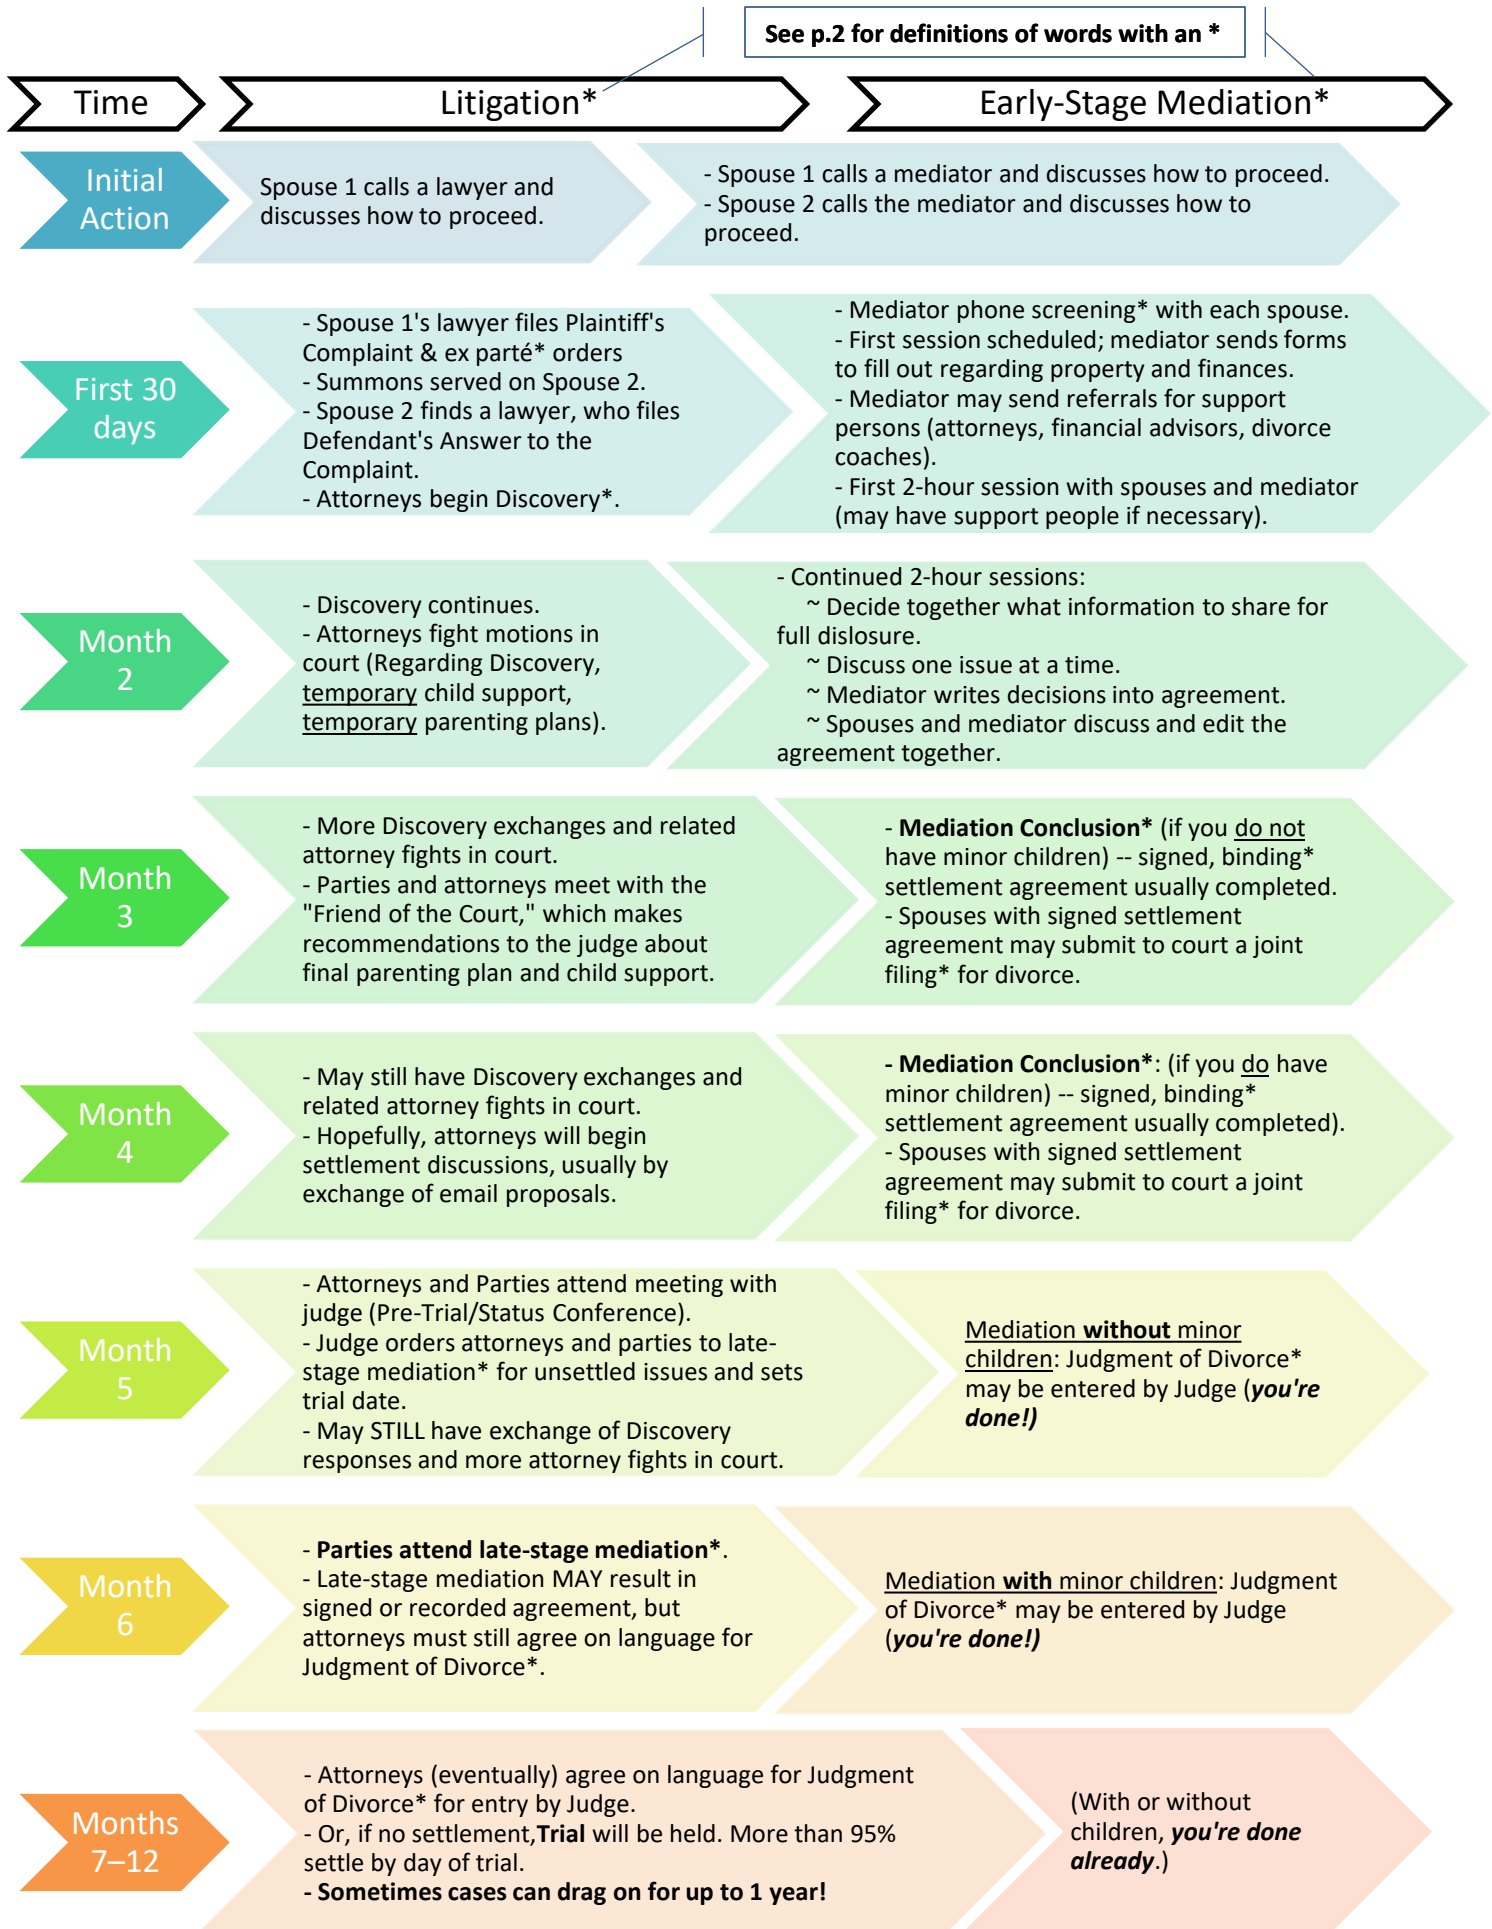 See p.2 for definitions of words with an *
Time
Litigation*
Early-Stage Mediation*
Initial
Action
Spouse 1 calls a lawyer and
discusses how to proceed.
- Spouse 1 calls a mediator and discusses how to proceed.
- Spouse 2 calls the mediator and discusses how to
proceed.
First 30
days
- Spouse 1's lawyer files Plaintiff's
Complaint & ex parté* orders
- Summons served on Spouse 2.
- Spouse 2 finds a lawyer, who files
Defendant's Answer to the
Complaint.
- Attorneys begin Discovery*.
- Mediator phone screening* with each spouse.
- First session scheduled; mediator sends forms
to fill out regarding property and finances.
- Mediator may send referrals for support
persons (attorneys, financial advisors, divorce
coaches).
- First 2-hour session with spouses and mediator
(may have support people if necessary).
Month
2
- Discovery continues.
- Attorneys fight motions in
court (Regarding Discovery,
temporary child support,
temporary parenting plans).
- Continued 2-hour sessions:
~ Decide together what information to share for
full dislosure.
~ Discuss one issue at a time.
~ Mediator writes decisions into agreement.
~ Spouses and mediator discuss and edit the
agreement together.
Month
3
- More Discovery exchanges and related
attorney fights in court.
- Parties and attorneys meet with the
"Friend of the Court," which makes
recommendations to the judge about
final parenting plan and child support.
- Mediation Conclusion* (if you do not
have minor children) -- signed, binding*
settlement agreement usually completed.
- Spouses with signed settlement
agreement may submit to court a joint
filing* for divorce.
Month
4
- May still have Discovery exchanges and
related attorney fights in court.
- Hopefully, attorneys will begin
settlement discussions, usually by
exchange of email proposals.
- Mediation Conclusion*: (if you do have
minor children) -- signed, binding*
settlement agreement usually completed).
- Spouses with signed settlement
agreement may submit to court a joint
filing* for divorce.
Month
5
- Attorneys and Parties attend meeting with
judge (Pre-Trial/Status Conference).
- Judge orders attorneys and parties to late-
stage mediation* for unsettled issues and sets
trial date.
- May STILL have exchange of Discovery
responses and more attorney fights in court.
Mediation without minor
children: Judgment of Divorce*
may be entered by Judge (you're
done!)
Month
6
- Parties attend late-stage mediation*.
- Late-stage mediation MAY result in
signed or recorded agreement, but
attorneys must still agree on language for
Judgment of Divorce*.
Mediation with minor children: Judgment
of Divorce* may be entered by Judge
(you're done!)
Months
7–12
- Attorneys (eventually) agree on language for Judgment
of Divorce* for entry by Judge.
- Or, if no settlement,Trial will be held. More than 95%
settle by day of trial.
- Sometimes cases can drag on for up to 1 year!
(With or without
children, you're done
already.)